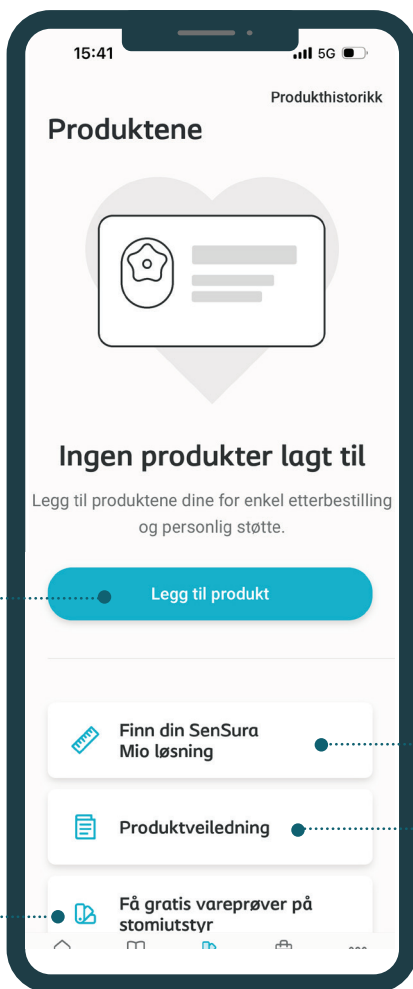 15:41
5G
Produkthistorikk
Produktene
Ingen produkter lagt til
Legg til produktene dine for enkel etterbestilling
og personlig støtte.
Legg til produkt
Finn din SenSura
Mio løsning
Produktveiledning
Få gratis vareprøver på
stomiutstyr